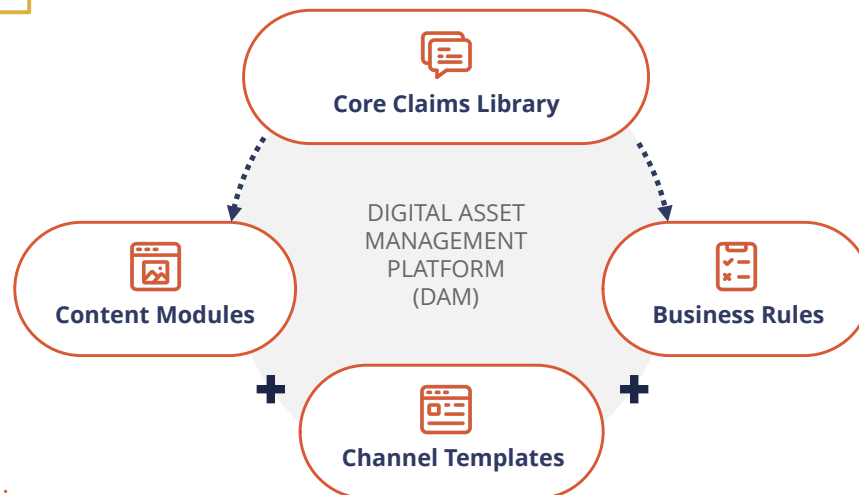 Core Claims Library
DIGITAL ASSET
MANAGEMENT
PLATFORM
(DAM)
Content Modules
Business Rules
Channel Templates